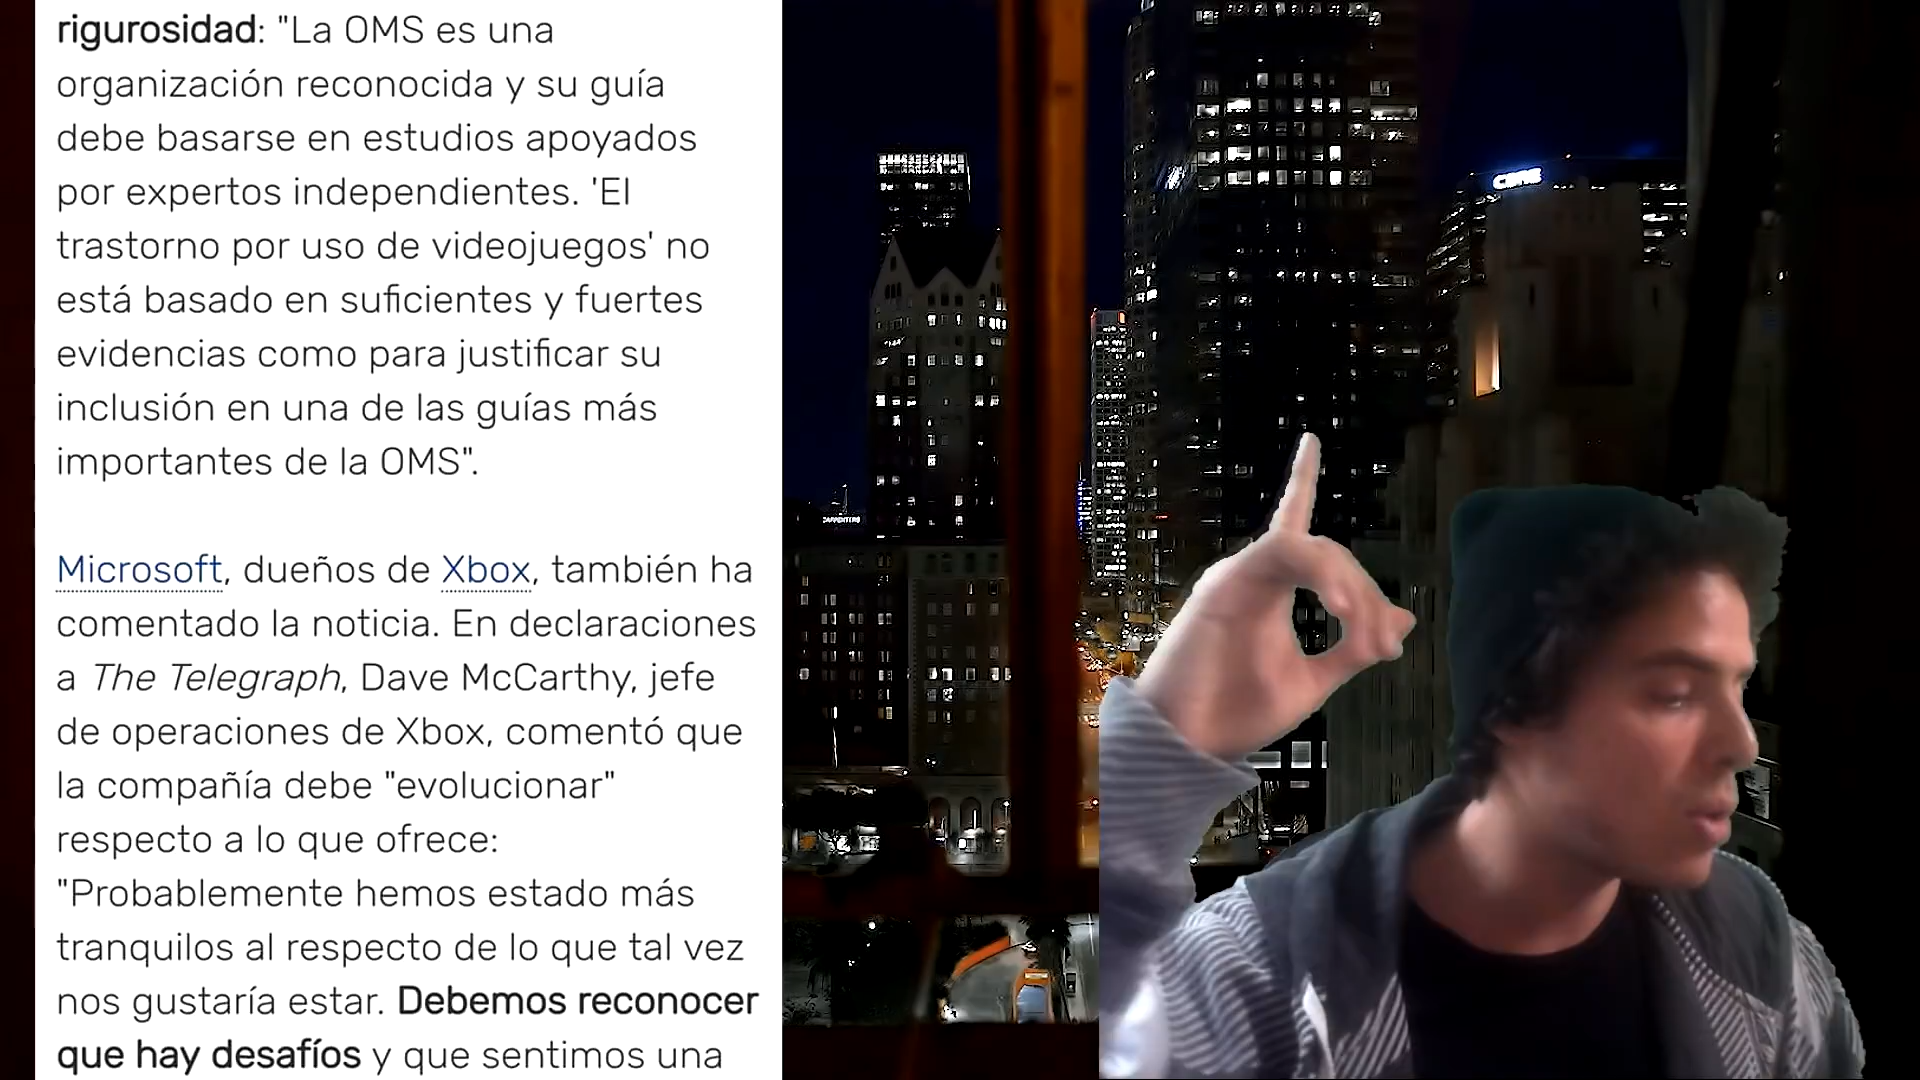 rigurosidad: "La OMS es una
organización reconocida y su guía
debe basarse en estudios apoyados
por expertos independientes. 'El
trastorno por uso de videojuegos' no
está basado en suficientes y fuertes
evidencias como para justificar su
inclusión en una de las guías más
importantes de la OMS".
Microsoft, dueños de Xbox, también ha
comentado la noticia. En declaraciones
a The Telegraph, Dave McCarthy, jefe
de operaciones de Xbox, comentó que
la compañía debe "evolucionar"
respecto a lo que ofrece:
"Probablemente hemos estado más
tranquilos al respecto de lo que tal vez
nos gustaría estar. Debemos reconocer
que hay desafíos y que sentimos una